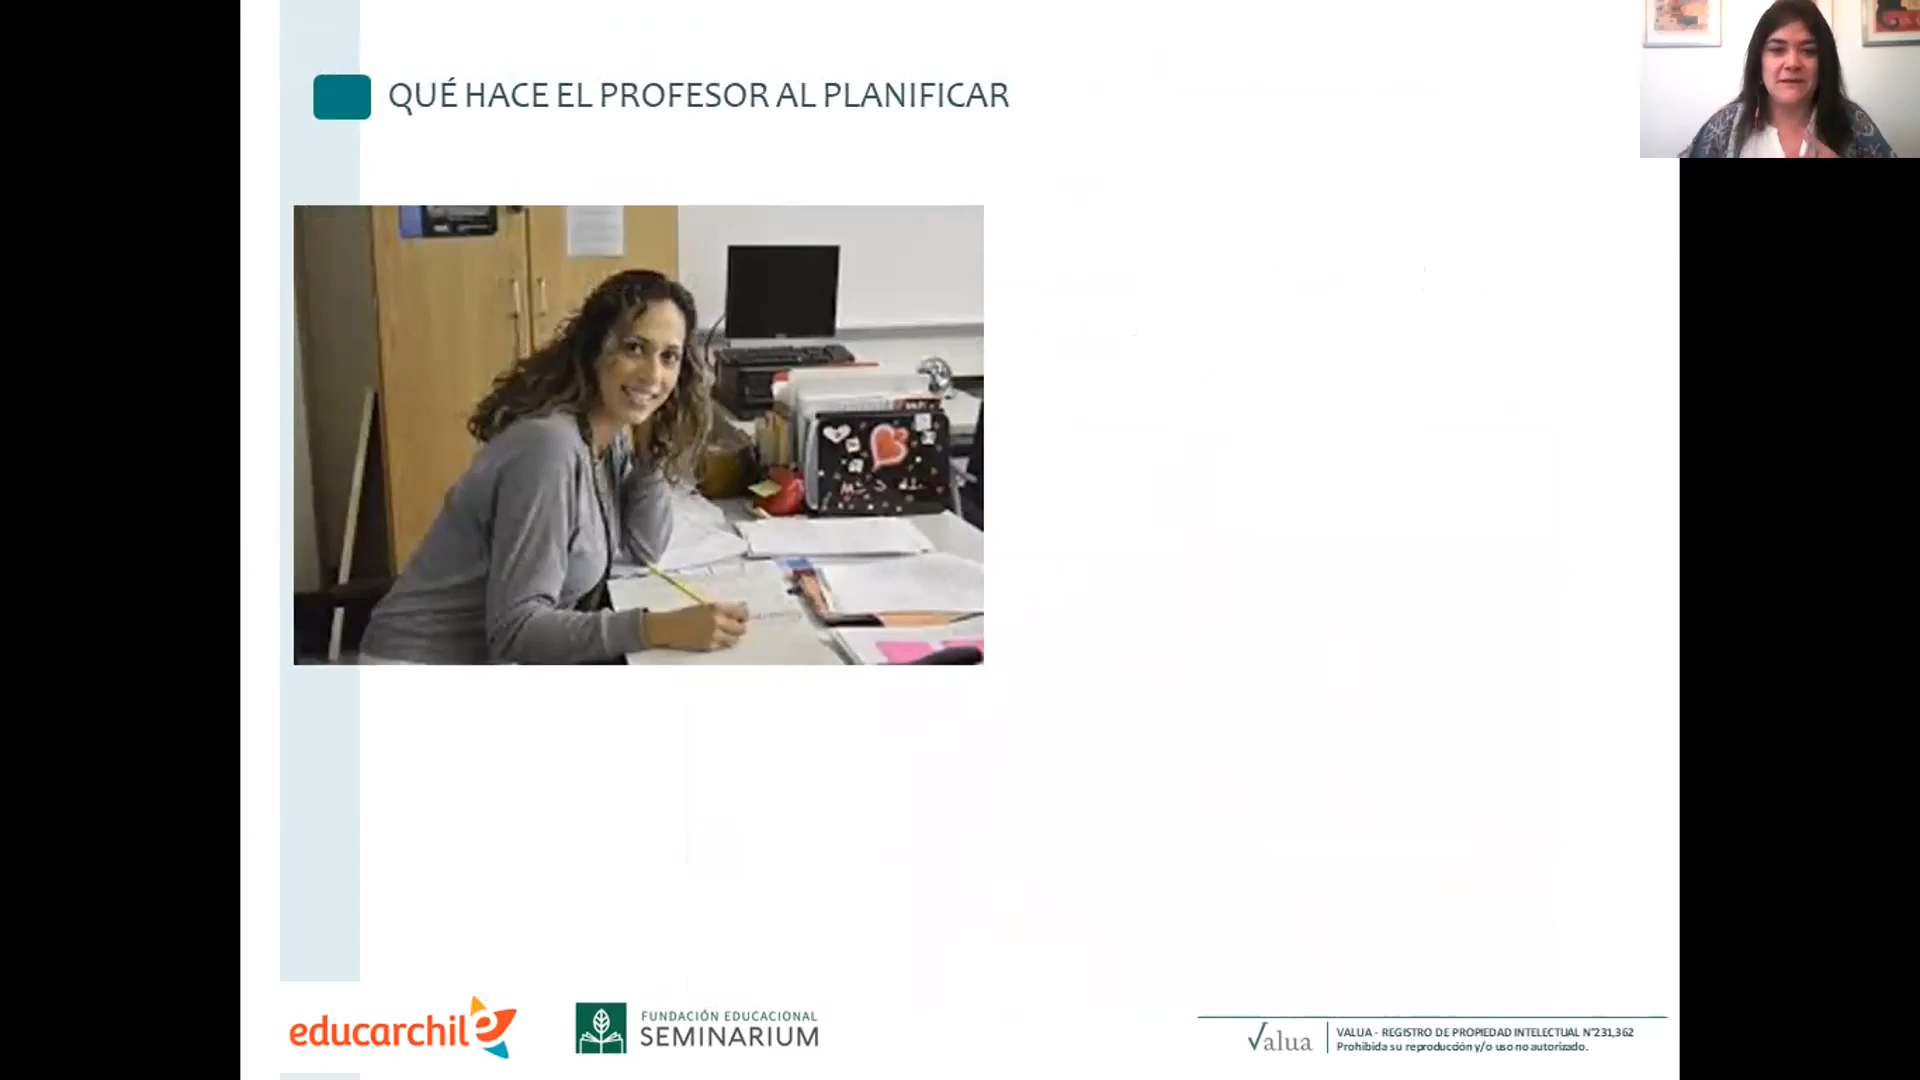 QUÉ HACE EL PROFESOR AL PLANIFICAR
educarchile
FUNDACIÓN EDUCACIONAL
SEMINARIUM
Valua
VALUA - REGISTRO DE PROPIEDAD INTELECTUAL N°231,362
Prohibida su reproducción y/o uso no autorizado.